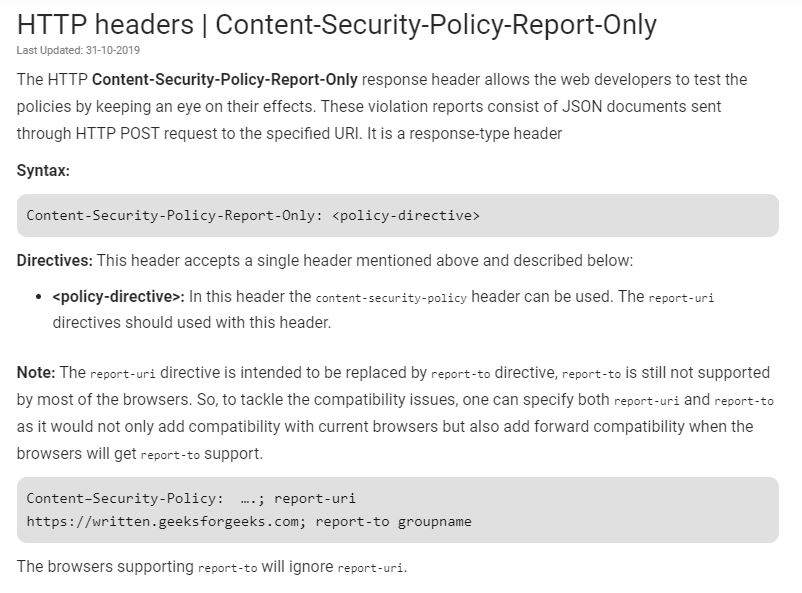 HTTP headers | Content-Security-Policy-Report-Only
Last Updated: 31-10-2019
The HTTP Content-Security-Policy-Report-Only response header allows the web developers to test the
policies by keeping an eye on their effects. These violation reports consist of JSON documents sent
through HTTP POST request to the specified URI. It is a response-type header
Syntax:
Content-Security-Policy-Report-Only: <policy-directive>
Directives: This header accepts a single header mentioned above and described below:
• <policy-directive>: In this header the content-security-policy header can be used. The report-uri
directives should used with this header.
Note: The report-uri directive is intended to be replaced by report-to directive, report-to is still not supported
by most of the browsers. So, to tackle the compatibility issues, one can specify both report-uri and report-to
as it would not only add compatibility with current browsers but also add forward compatibility when the
browsers will get report-to support.
Content–Security-Policy:  ….; report-uri
https://written.geeksforgeeks.com; report-to groupname
The browsers supporting report-to will ignore report-uri.